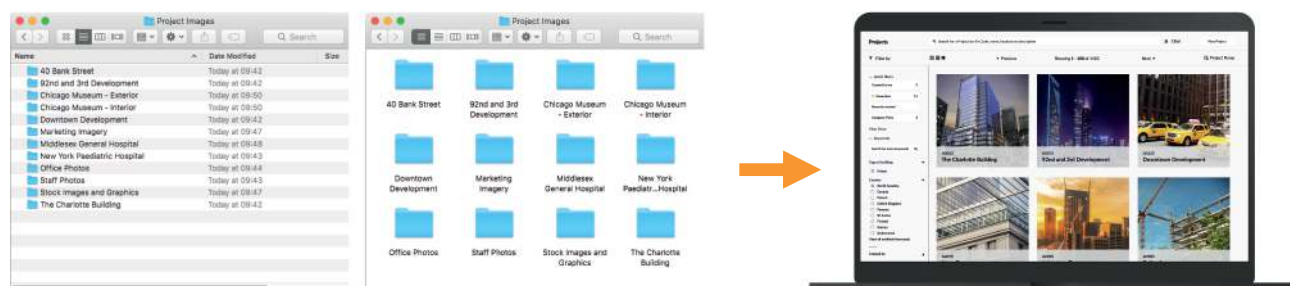 Project Images
Search
Name
Date Modified
Size
40 Bank Street
Today at 09:42
92nd and 3rd Development
Today at 09:42
Chicago Museum - Exterior
Today at 09:50
Chicago Museum - Interior
Today at 09:50
Downtown Development
Today at 09:42
Marketing Imagery
Today at 09:47
Middlesex General Hospital
Today at 09:48
New York Paediatric Hospital
Today at 09:43
Office Photos
Today at 09:44
Staff Photos
Today at 09:43
Stock Images and Graphics
Today at 09:47
The Charlotte Building
Today at 09:42
Project Images
Search
40 Bank Street
92nd and 3rd
Development
Chicago Museum
- Exterior
Chicago Museum
- Interior
Downtown
Development
Marketing
Imagery
Middlesex
General Hospital
New York
Paediatr...Hospital
Office Photos
Staff Photos
Stock Images and
Graphics
The Charlotte
Building
Projects
Filter by
Previous
Next
The Charlotte Building
92nd and 3rd Development
Downtown Development